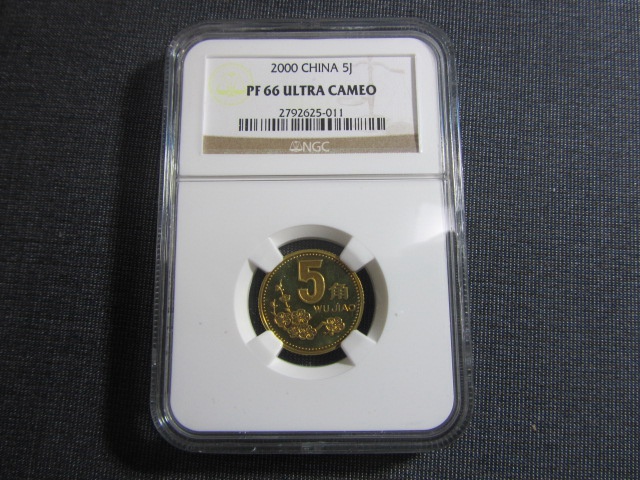 2000 CHINA 5J
PF 66 ULTRA CAMEO
2792625-011
NGC
5角
WU JIAO